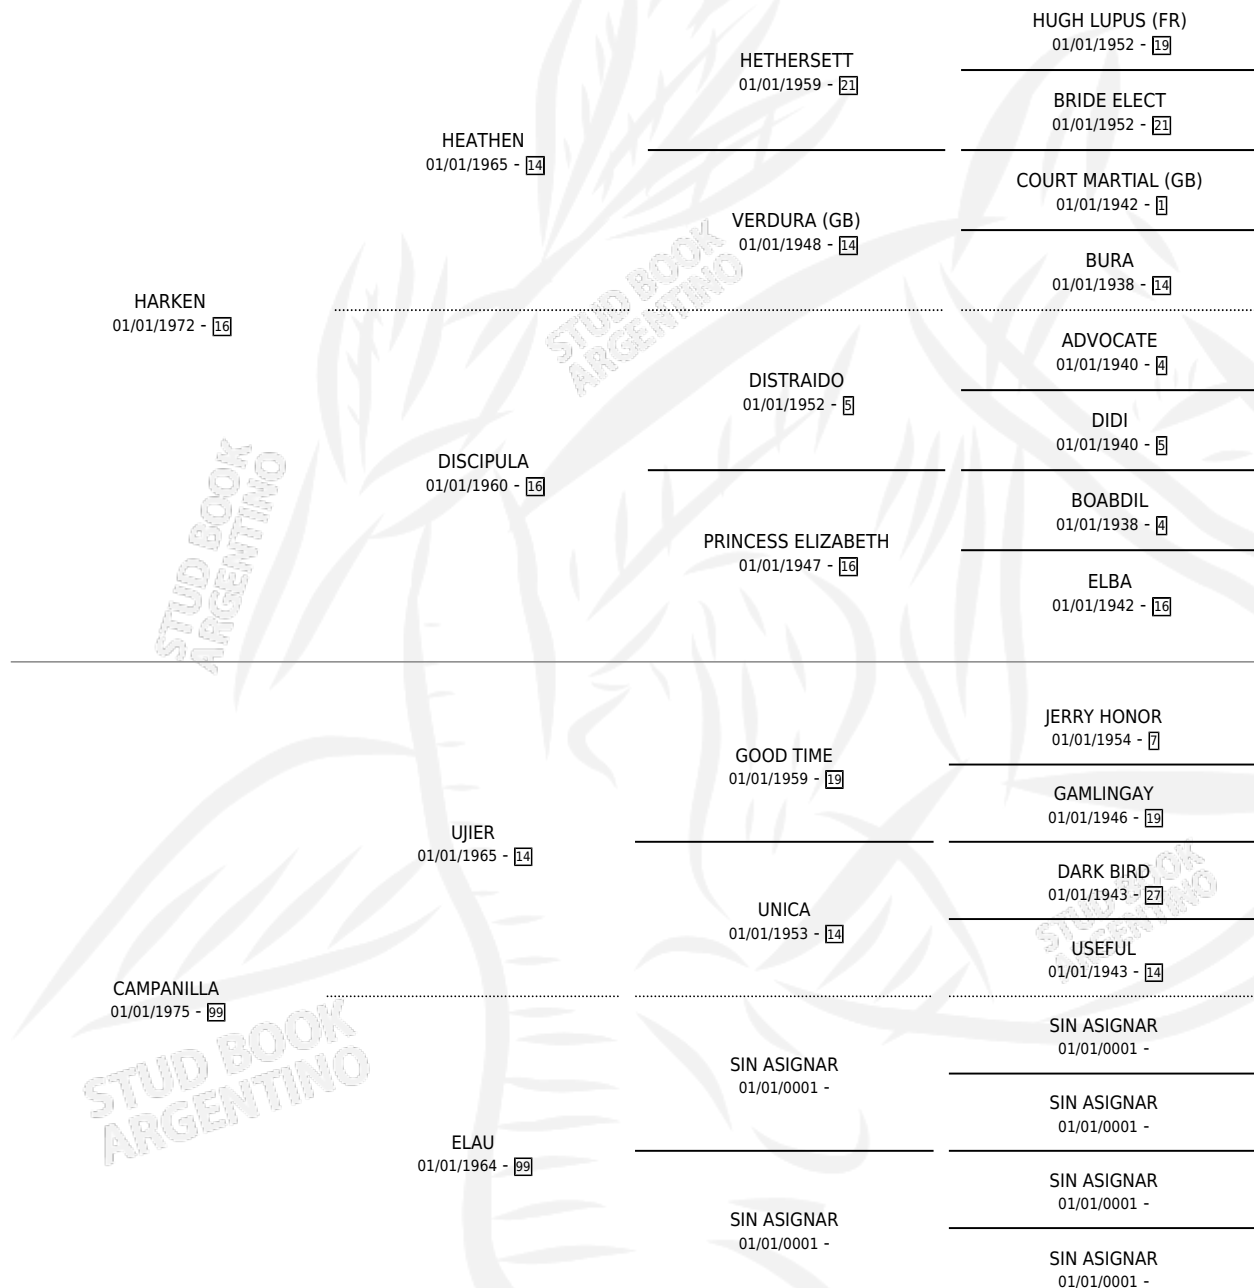 HUGH LUPUS (FR)
01/01/1952 - 19
HETHERSETT
01/01/1959 - 21
BRIDE ELECT
01/01/1952 - 21
HEATHEN
01/01/1965 - 14
COURT MARTIAL (GB)
01/01/1942 - 1
VERDURA (GB)
01/01/1948 - 14
BURA
01/01/1938 - 14
HARKEN
01/01/1972 - 16
ADVOCATE
01/01/1940 - 4
DISTRAIDO
01/01/1952 - 5
DIDI
01/01/1940 - 5
DISCIPULA
01/01/1960 - 16
BOABDIL
01/01/1938 - 4
PRINCESS ELIZABETH
01/01/1947 - 16
ELBA
01/01/1942 - 16
JERRY HONOR
01/01/1954 - 7
GOOD TIME
01/01/1959 - 19
GAMLINGAY
01/01/1946 - 19
UJIER
01/01/1965 - 14
DARK BIRD
01/01/1943 - 27
UNICA
01/01/1953 - 14
USEFUL
01/01/1943 - 14
CAMPANILLA
01/01/1975 - 99
SIN ASIGNAR
01/01/0001 -
SIN ASIGNAR
01/01/0001 -
SIN ASIGNAR
01/01/0001 -
ELAU
01/01/1964 - 99
SIN ASIGNAR
01/01/0001 -
SIN ASIGNAR
01/01/0001 -
SIN ASIGNAR
01/01/0001 -
STUD BOOK
ARGENTINO
STUD BOOK
ARGENTINO
STUD BOOK
ARGENTINO
STUD BOOK
ARGENTINO